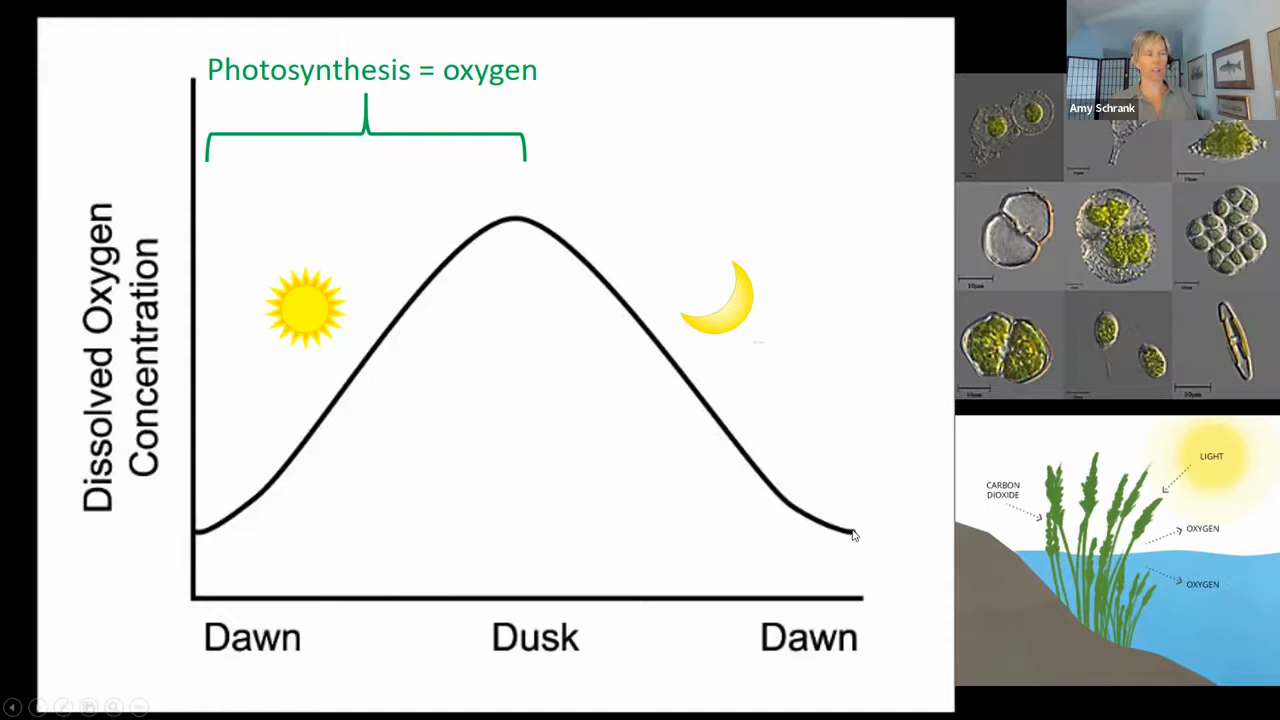 Photosynthesis = oxygen
Dissolved Oxygen
Concentration
Dawn
Dusk
Dawn
Amy Schrank
LIGHT
CARBON
DIOXIDE
OXYGEN
OXYGEN